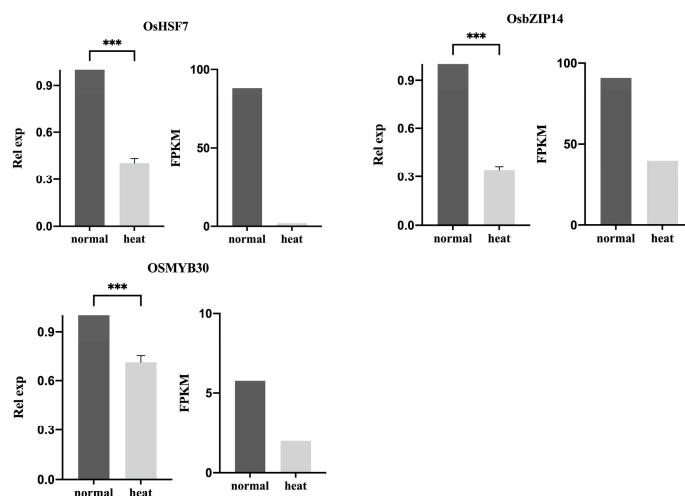 OsHSF7
***
Rel exp
0.9
0.6
0.3
0.0
normal heat
FPKM
100
50
0
normal heat
OsbZIP14
***
Rel exp
0.9
0.6
0.3
0.0
normal heat
FPKM
100
50
0
normal heat
OSMYB30
***
Rel exp
0.9
0.6
0.3
0.0
normal heat
FPKM
10
5
0
normal heat